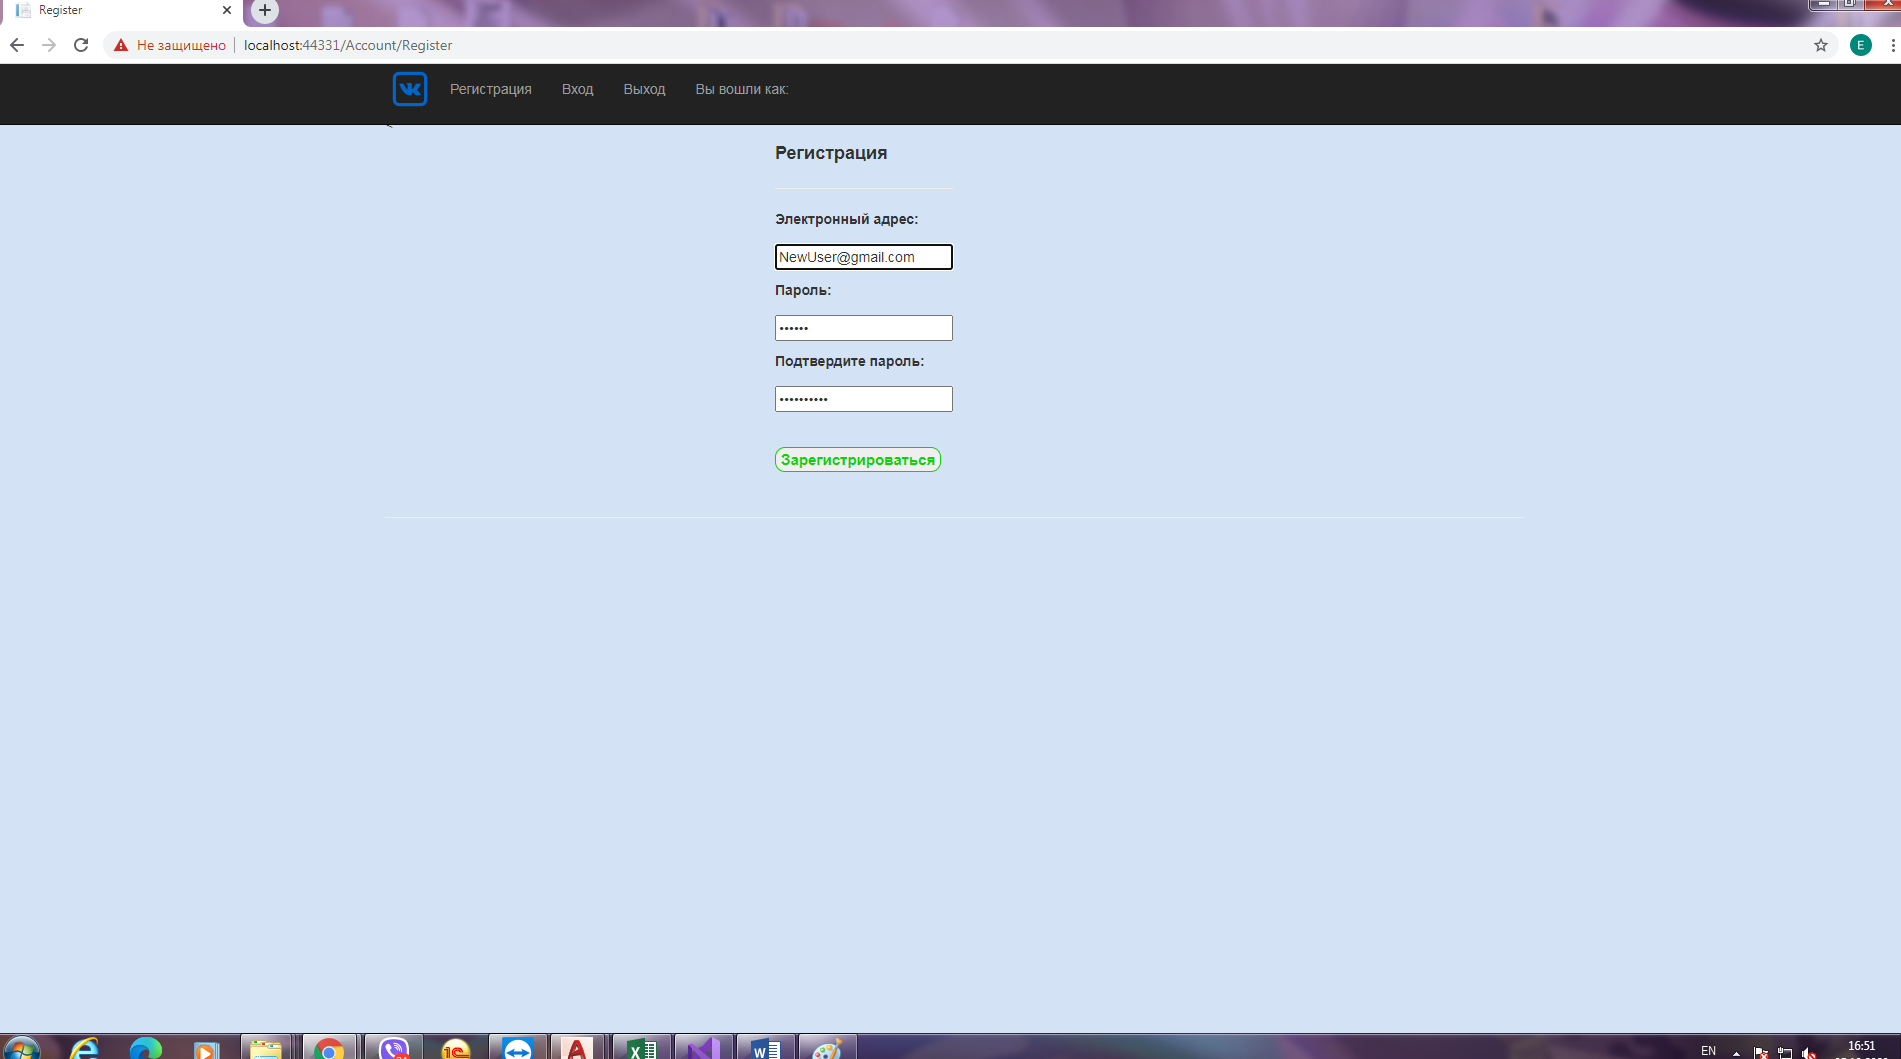 Register
Не защищено
localhost:44331/Account/Register
E
Регистрация
Вход
Выход
Вы вошли как:
<
Регистрация
Электронный адрес:
NewUser@gmail.com
Пароль:
••••••
Подтвердите пароль:
••••••••••
Зарегистрироваться
EN
16:51